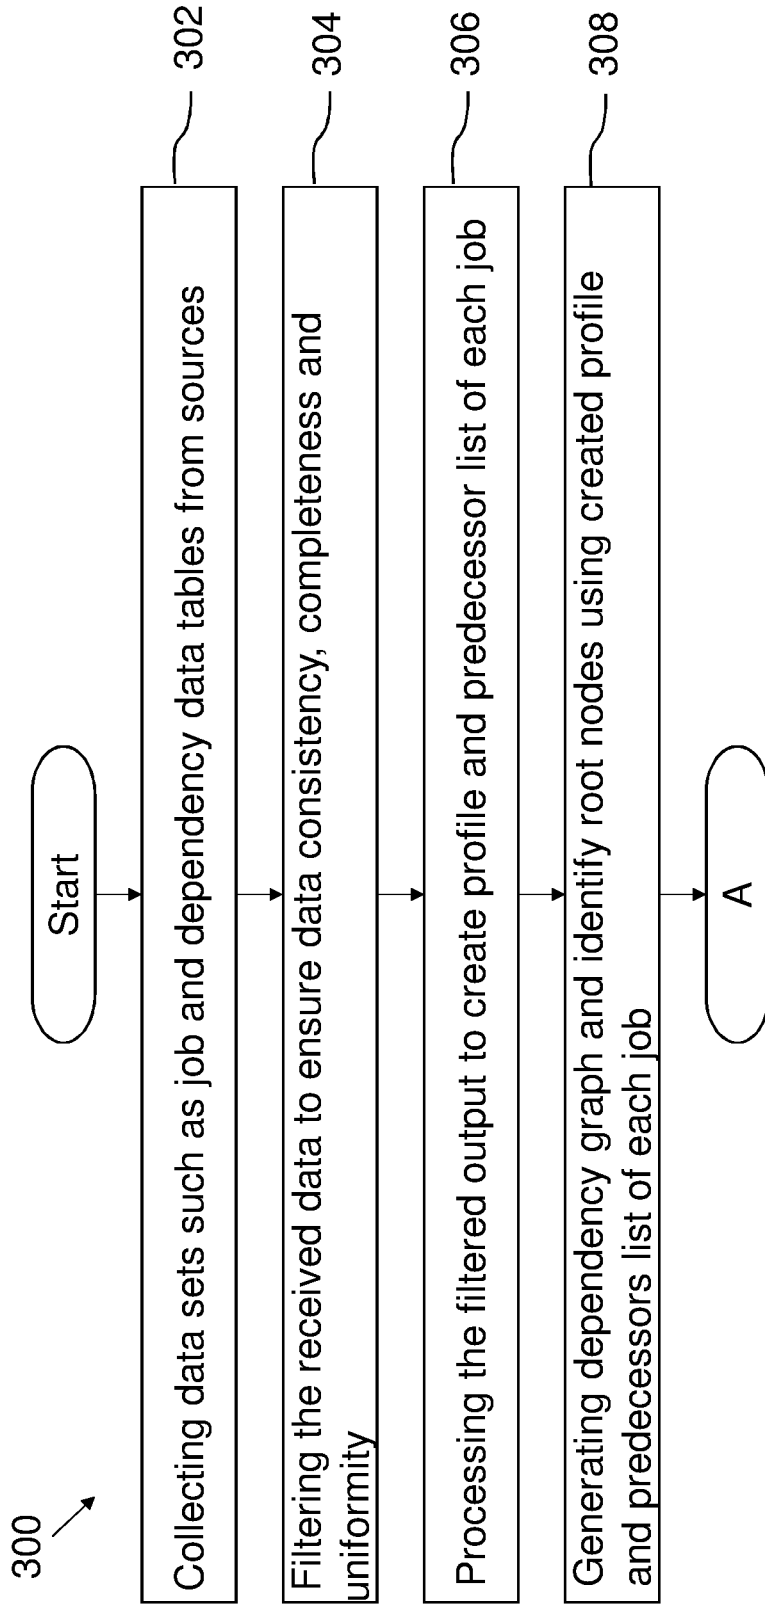 300
Start
Collecting data sets such as job and dependency data tables from sources
302
Filtering the received data to ensure data consistency, completeness and
uniformity
304
Processing the filtered output to create profile and predecessor list of each job
306
Generating dependency graph and identify root nodes using created profile
and predecessors list of each job
308
A